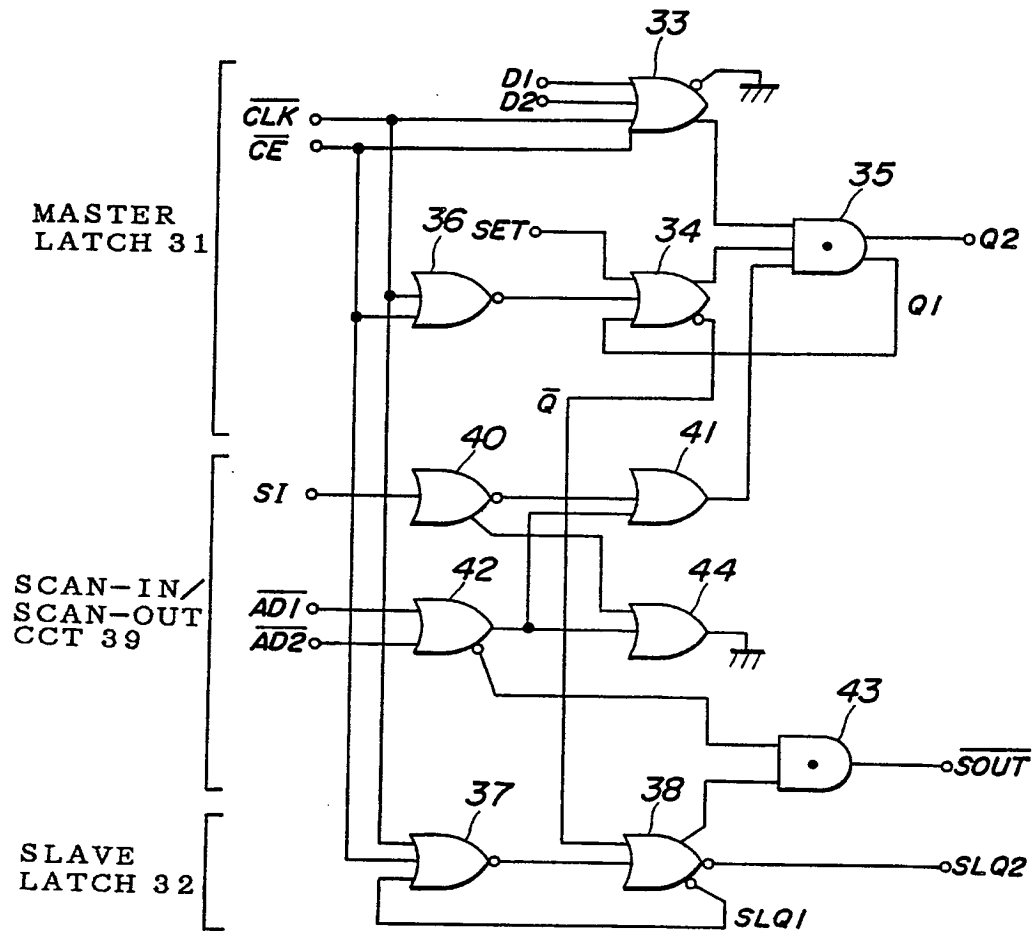 33
D1
D2
CLK
CE
MASTER
LATCH 31
36
SET
34
35
Q2
Q1
Q
40
41
SI
SCAN-IN/
SCAN-OUT
CCT 39
42
44
AD1
AD2
43
SOUT
37
38
SLAVE
LATCH 32
SLQ2
SLQ1